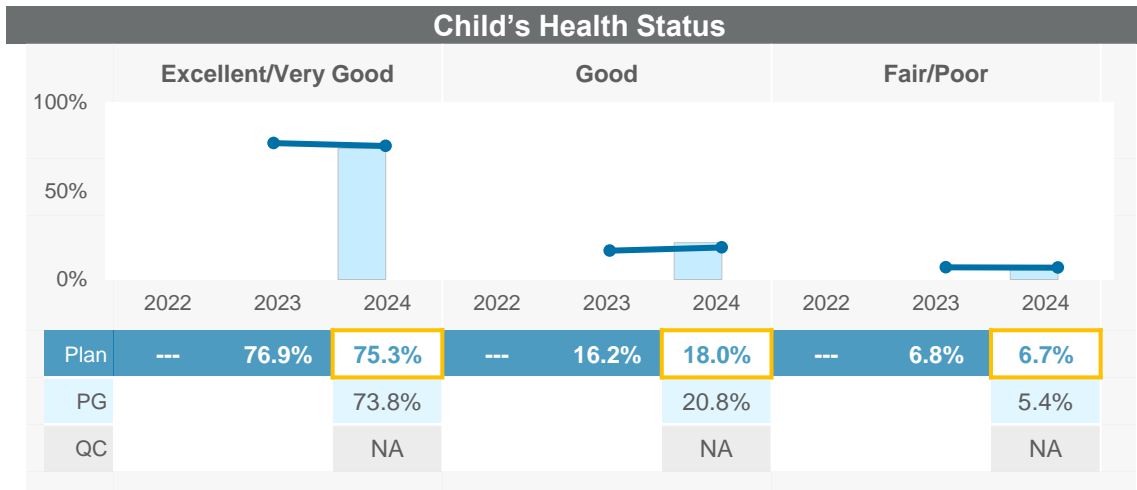 Child’s Health Status
Excellent/Very Good Good Fair/Poor
100%
50%
0%
2022 2023 2024 2022 2023 2024 2022 2023 2024
Plan --- 76.9% 75.3% --- 16.2% 18.0% --- 6.8% 6.7%
PG 73.8% 20.8% 5.4%
QC NA NA NA